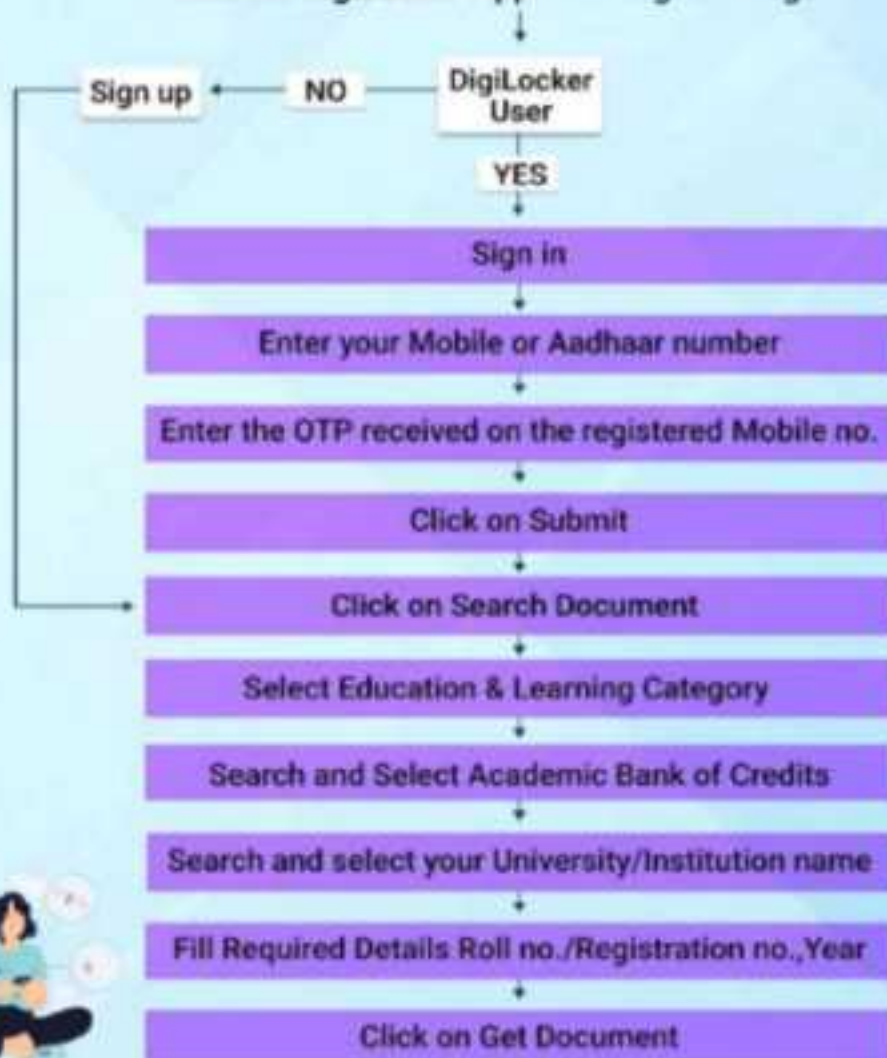 DigiLocker
User
NO
Sign up
YES
Sign in
Enter your Mobile or Aadhaar number
Enter the OTP received on the registered Mobile no.
Click on Submit
Click on Search Document
Select Education & Learning Category
Search and Select Academic Bank of Credits
Search and select your University/Institution name
Fill Required Details Roll no./Registration no.,Year
Click on Get Document